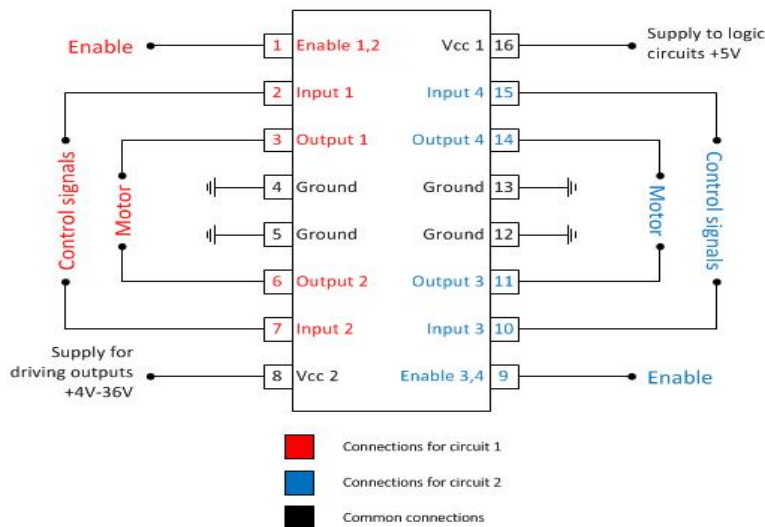 Enable
1 Enable 1,2
Vcc 1 16
Supply to logic
circuits +5V
2 Input 1
Input 4 15
3 Output 1
Output 4 14
4 Ground
Ground 13
5 Ground
Ground 12
6 Output 2
Output 3 11
7 Input 2
Input 3 10
8 Vcc 2
Enable 3,4 9
Control signals
Motor
Motor
Control signals
Supply for
driving outputs
+4V-36V
Enable
Connections for circuit 1
Connections for circuit 2
Common connections